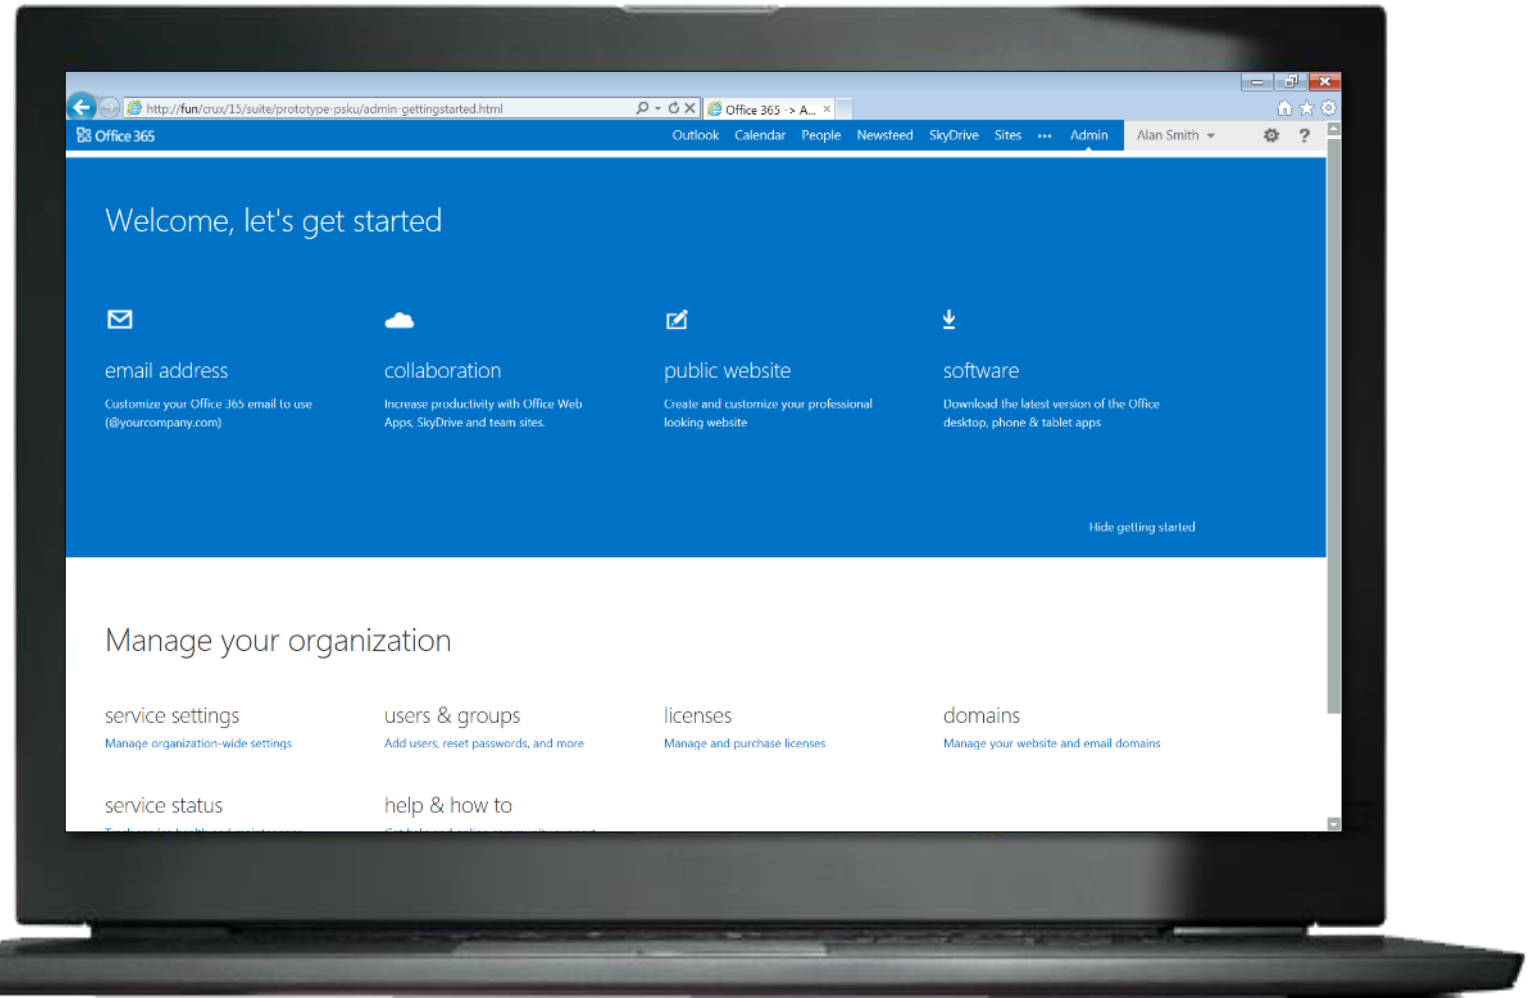 http://fun/crux/15/suite/prototype-psku/admin-gettingstarted.html
Office 365 -> A...
Office 365
Outlook Calendar People Newsfeed SkyDrive Sites ... Admin Alan Smith ?
Welcome, let's get started
email address
Customize your Office 365 email to use
(@yourcompany.com)
collaboration
Increase productivity with Office Web
Apps, SkyDrive and team sites.
public website
Create and customize your professional
looking website
software
Download the latest version of the Office
desktop, phone & tablet apps
Hide getting started
Manage your organization
service settings
Manage organization-wide settings
users & groups
Add users, reset passwords, and more
licenses
Manage and purchase licenses
domains
Manage your website and email domains
service status
help & how to